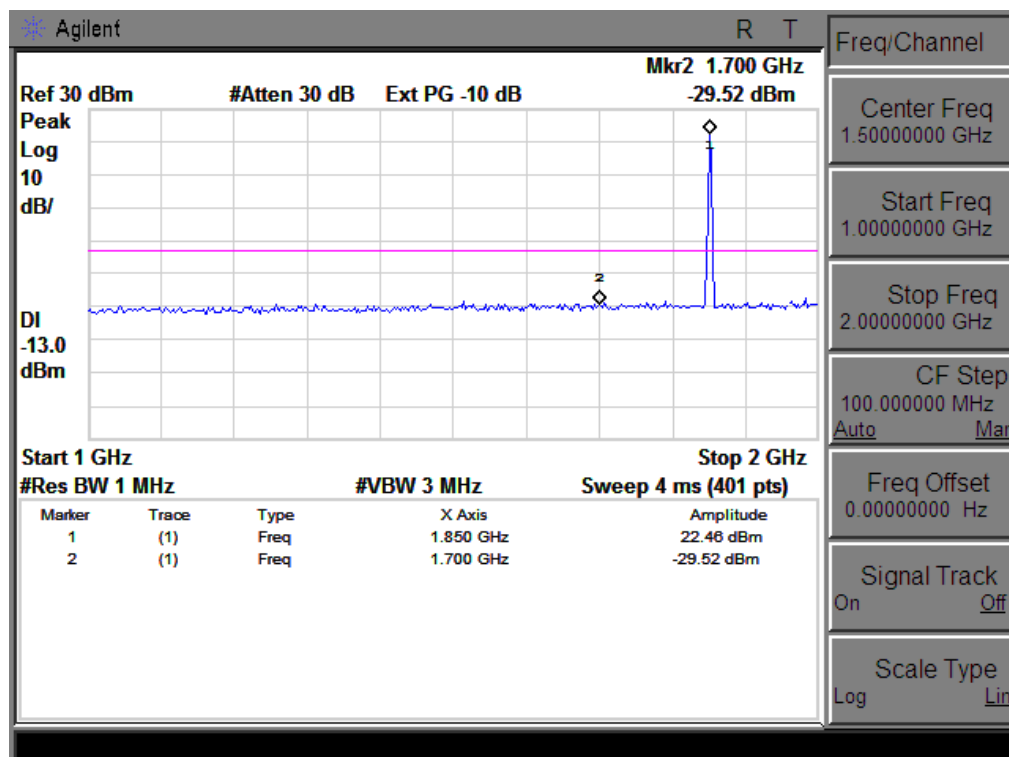 Agilent R T
Mkr2 1.700 GHz
Ref 30 dBm #Atten 30 dB Ext PG -10 dB -29.52 dBm
Peak
Log
10
dB/
1
2
DI
-13.0
dBm
Start 1 GHz Stop 2 GHz
#Res BW 1 MHz #VBW 3 MHz Sweep 4 ms (401 pts)
Marker Trace Type X Axis Amplitude
1 (1) Freq 1.850 GHz 22.46 dBm
2 (1) Freq 1.700 GHz -29.52 dBm
Freq/Channel
Center Freq
1.50000000 GHz
Start Freq
1.00000000 GHz
Stop Freq
2.00000000 GHz
CF Step
100.000000 MHz
Auto Man
Freq Offset
0.00000000 Hz
Signal Track
On Off
Scale Type
Log Lin